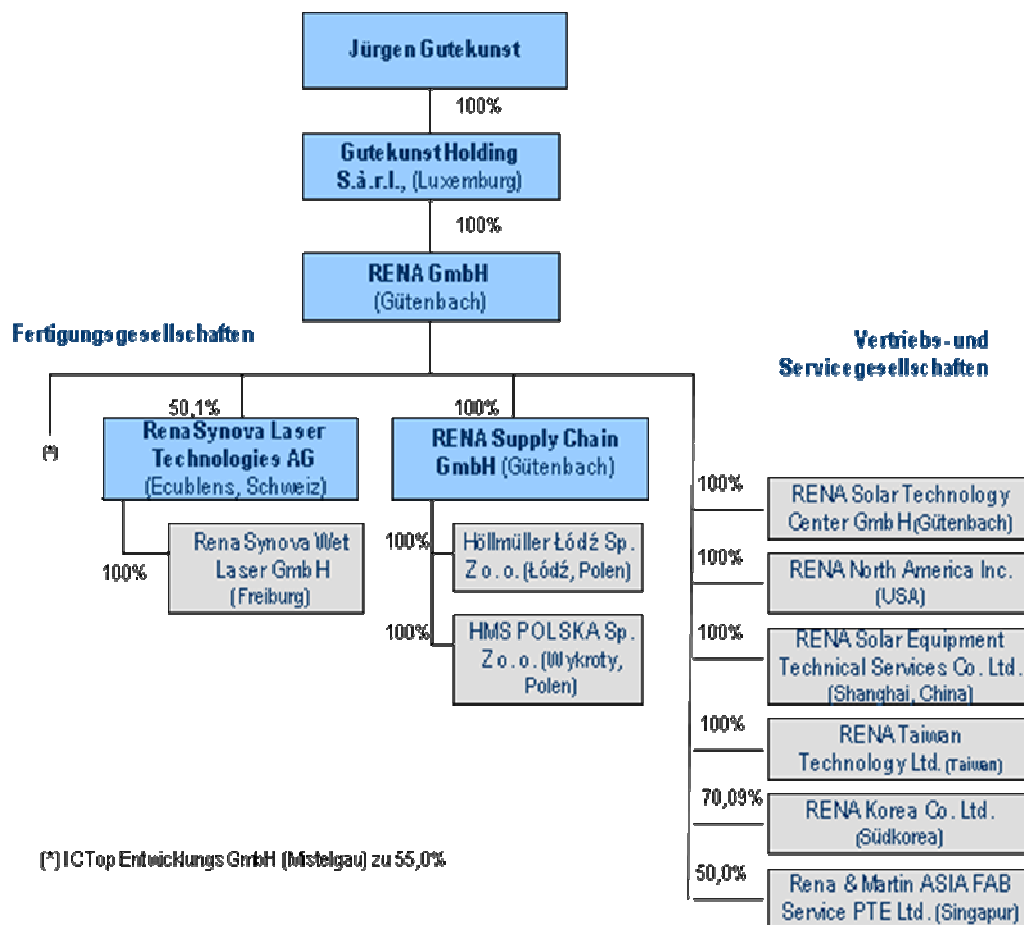 Jürgen Gutekunst
100%
Gutekunst Holding
S.à.r.l., (Luxemburg)
100%
RENA GmbH
(Gütenbach)
Fertigungsgesellschaften
Vertriebs- und
Servicegesellschaften
(*)
50,1%
RenaSynova Laser
Technologies AG
(Ecublens, Schweiz)
100%
Rena Synova Wet
Laser GmbH
(Freiburg)
100%
RENA Supply Chain
GmbH (Gütenbach)
100%
Höllmüller Łódź Sp.
Z o. o. (Łódź, Polen)
100%
HMS POLSKA Sp.
Z o. o. (Wykroty,
Polen)
100%
RENA Solar Technology
Center GmbH (Gütenbach)
100%
RENA North America Inc.
(USA)
100%
RENA Solar Equipment
Technical Services Co. Ltd.
(Shanghai, China)
100%
RENA Taiwan
Technology Ltd. (Taiwan)
70,09%
RENA Korea Co. Ltd.
(Südkorea)
50,0%
Rena & Martin ASIA FAB
Service PTE Ltd. (Singapur)
(*) ICTop Entwicklungs GmbH (Mistelgau) zu 55,0%